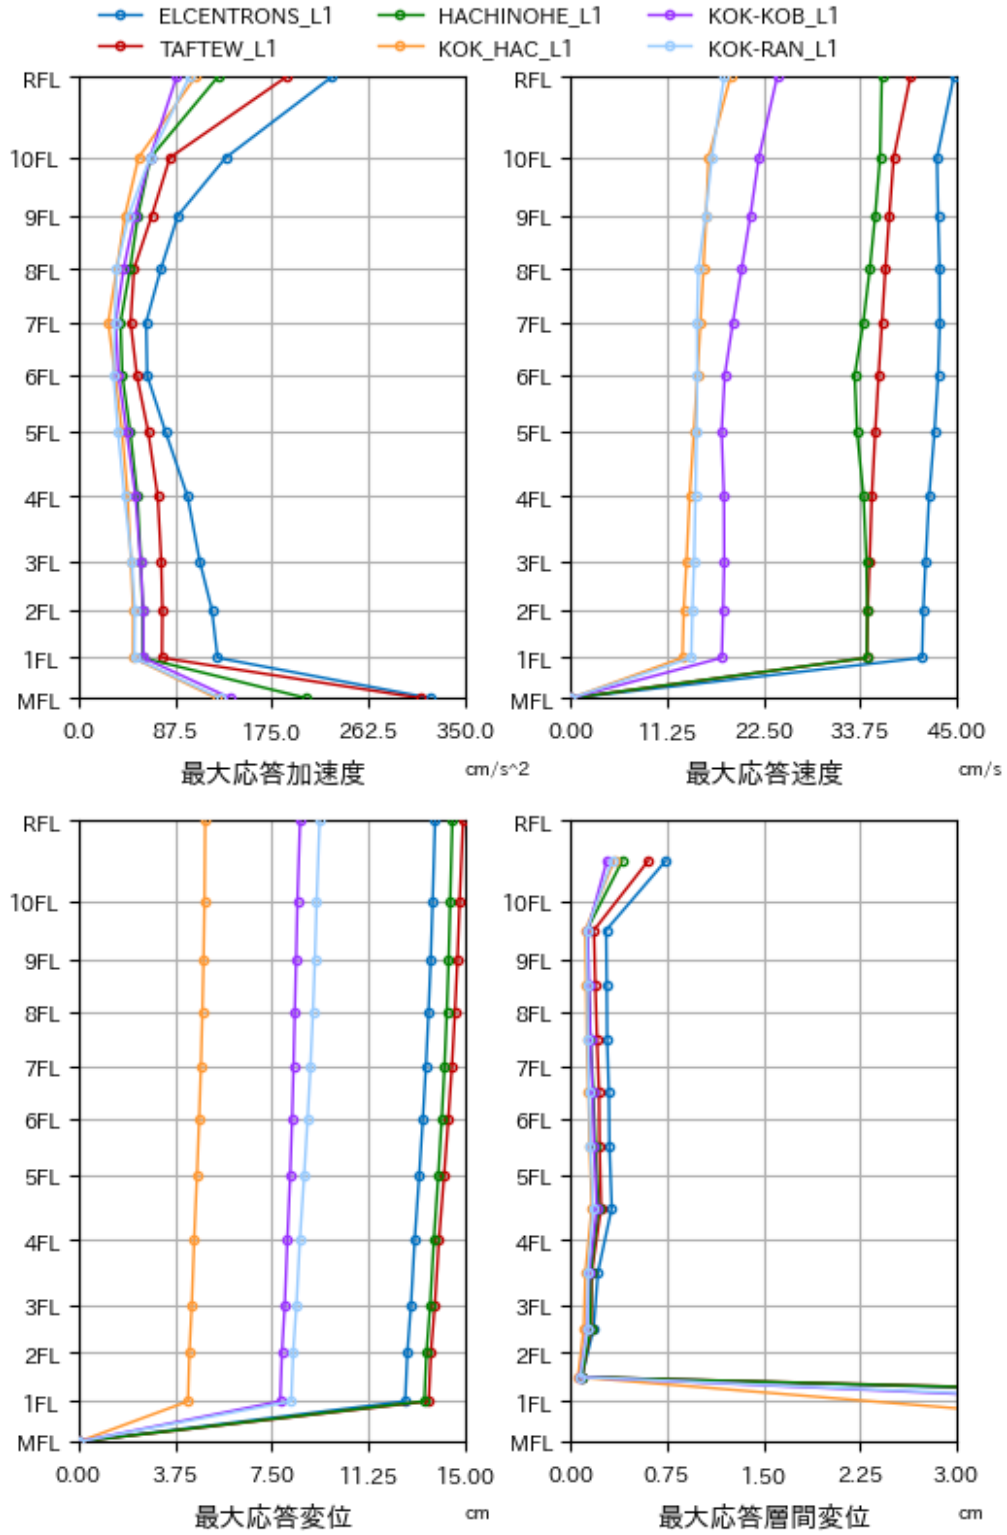 ELCENTRONS_L1 HACHINOHE_L1 KOK-KOB_L1
TAFTEW_L1 KOK_HAC_L1 KOK-RAN_L1
RFL
10FL
9FL
8FL
7FL
6FL
5FL
4FL
3FL
2FL
1FL
MFL
0.0 87.5 175.0 262.5 350.0
最大応答加速度 cm/s^2
RFL
10FL
9FL
8FL
7FL
6FL
5FL
4FL
3FL
2FL
1FL
MFL
0.00 11.25 22.50 33.75 45.00
最大応答速度 cm/s
RFL
10FL
9FL
8FL
7FL
6FL
5FL
4FL
3FL
2FL
1FL
MFL
0.00 3.75 7.50 11.25 15.00
最大応答変位 cm
RFL
10FL
9FL
8FL
7FL
6FL
5FL
4FL
3FL
2FL
1FL
MFL
0.00 0.75 1.50 2.25 3.00
最大応答層間変位 cm